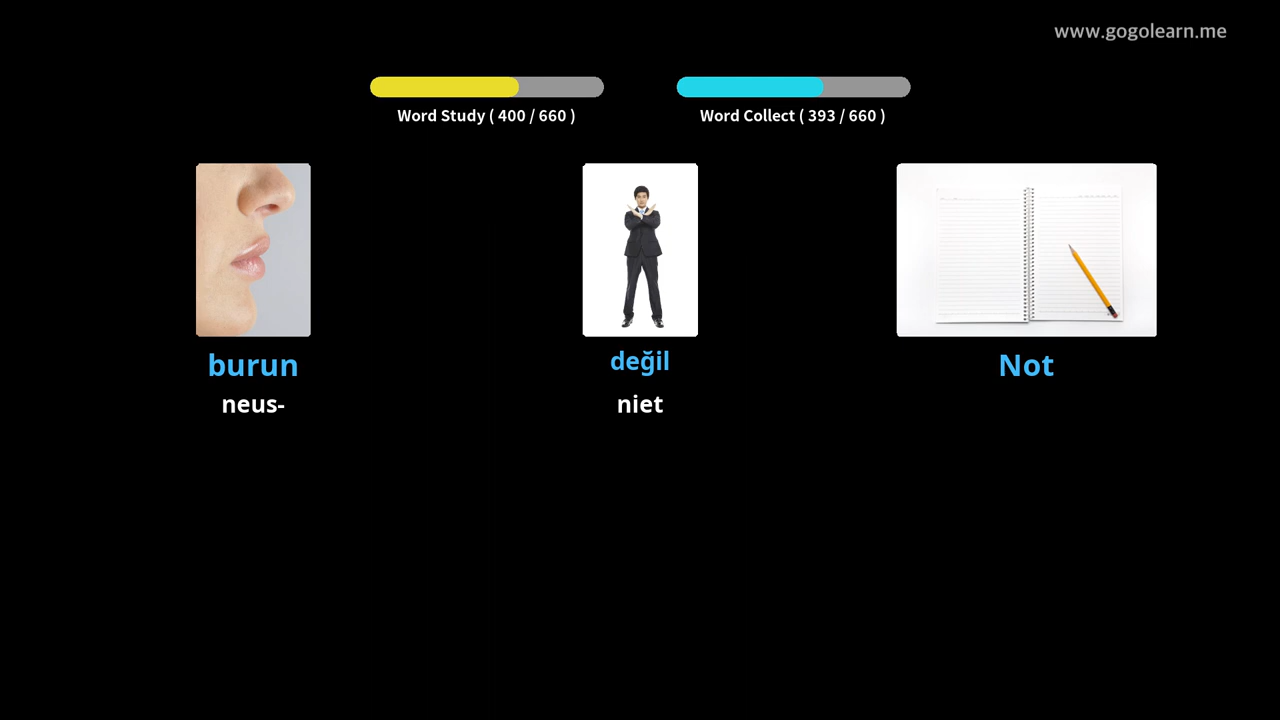 www.gogolearn.me
Word Study ( 400 / 660 )
Word Collect ( 393 / 660 )
burun
değil
Not
neus-
niet